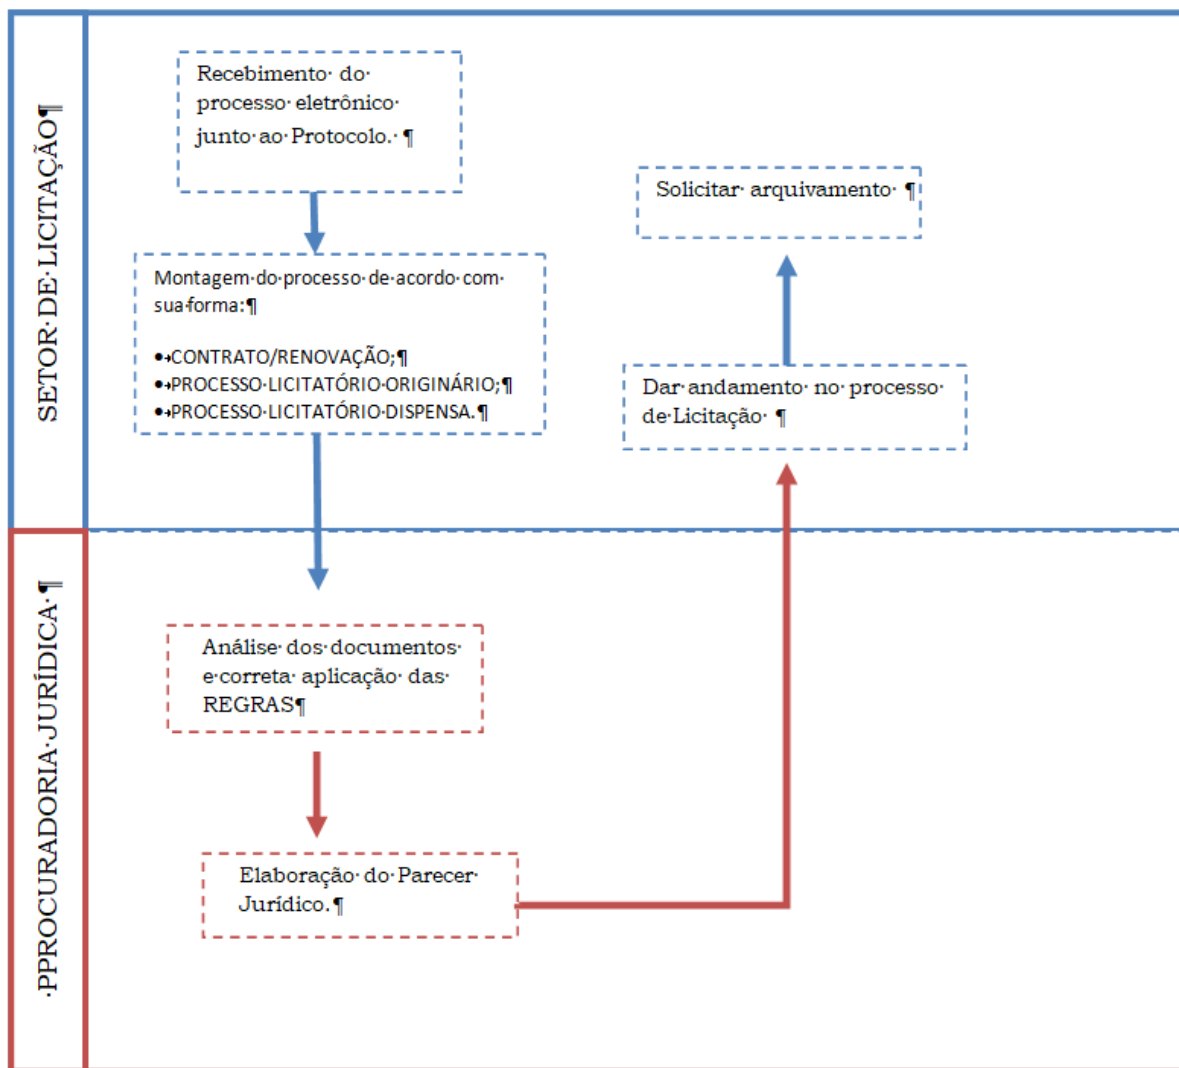 SETOR· DE· LICITAÇÃO¶
Recebimento· do·
processo· eletrônico·
junto·ao·Protocolo.· ¶
Montagem·do·processo·de·acordo·com·
sua·forma:¶
•→CONTRATO/RENOVAÇÃO;¶
•→PROCESSO·LICITATÓRIO·ORIGINÁRIO;¶
•→PROCESSO·LICITATÓRIO·DISPENSA.¶
Solicitar· arquivamento· ¶
Dar·andamento· no·processo·
de·Licitação· ¶
·PPROCURADORIA·JURÍDICA·¶
Análise· dos·documentos·
e·correta· aplicação· das·
REGRAS¶
Elaboração· do· Parecer·
Jurídico.¶